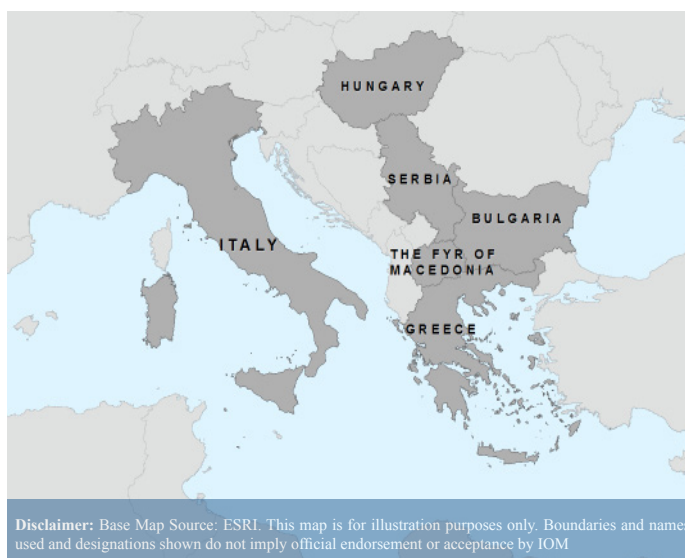 HUNGARY
SERBIA
BULGARIA
ITALY
THE FYR OF
MACEDONIA
GREECE
Disclaimer: Base Map Source: ESRI. This map is for illustration purposes only. Boundaries and names
used and designations shown do not imply official endorsement or acceptance by IOM